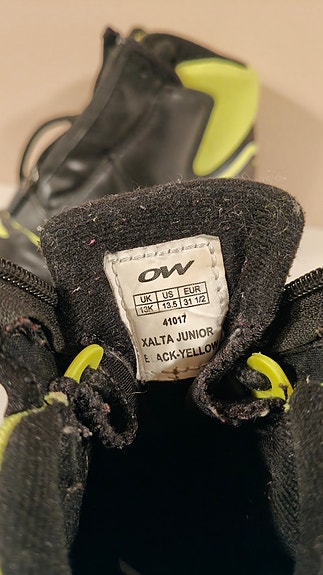 OW
UK US EUR
13K 13.5 31 1/2
41017
XALTA JUNIOR
B ACK-YELLOW